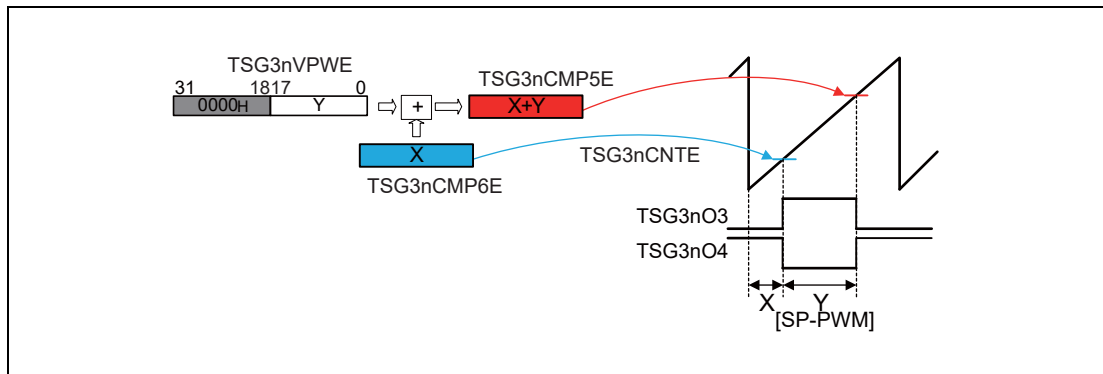 TSG3nVPWE
31 1817 0
0000H Y
+
TSG3nCMP5E
X+Y
X
TSG3nCMP6E
TSG3nCNTE
TSG3nO3
TSG3nO4
X Y
[SP-PWM]